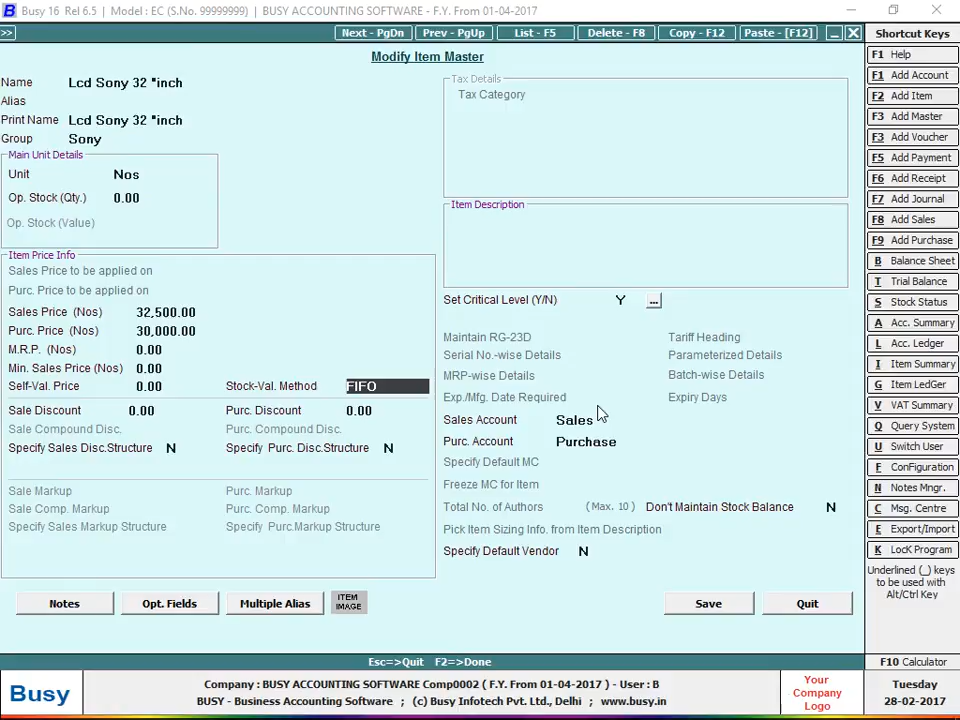 Busy 16 Rel 6.5 | Model : EC (S.No. 99999999) | BUSY ACCOUNTING SOFTWARE - F.Y. From 01-04-2017
>> Next - PgDn Prev - PgUp List - F5 Delete - F8 Copy - F12 Paste - [F12]
Modify Item Master
Name Lcd Sony 32 "inch
Alias
Print Name Lcd Sony 32 "inch
Group Sony
Main Unit Details
Unit Nos
Op. Stock (Qty.) 0.00
Op. Stock (Value)
Item Price Info
Sales Price to be applied on
Purc. Price to be applied on
Sales Price (Nos) 32,500.00
Purc. Price (Nos) 30,000.00
M.R.P. (Nos) 0.00
Min. Sales Price (Nos) 0.00
Self-Val. Price 0.00 Stock-Val. Method FIFO
Sale Discount 0.00 Purc. Discount 0.00
Sale Compound Disc. Purc. Compound Disc.
Specify Sales Disc.Structure N Specify Purc. Disc.Structure N
Sale Markup Purc. Markup
Sale Comp. Markup Purc. Comp. Markup
Specify Sales Markup Structure Specify Purc.Markup Structure
Tax Details
Tax Category
Item Description
Set Critical Level (Y/N) Y ...
Maintain RG-23D Tariff Heading
Serial No.-wise Details Parameterized Details
MRP-wise Details Batch-wise Details
Exp./Mfg. Date Required Expiry Days
Sales Account Sales
Purc. Account Purchase
Specify Default MC
Freeze MC for Item
Total No. of Authors (Max. 10) Don't Maintain Stock Balance N
Pick Item Sizing Info. from Item Description
Specify Default Vendor N
Notes Opt. Fields Multiple Alias ITEM IMAGE Save Quit
Esc=>Quit F2=>Done
Shortcut Keys
F1 Help
F1 Add Account
F2 Add Item
F3 Add Master
F3 Add Voucher
F5 Add Payment
F6 Add Receipt
F7 Add Journal
F8 Add Sales
F9 Add Purchase
B Balance Sheet
T Trial Balance
S Stock Status
A Acc. Summary
L Acc. Ledger
I Item Summary
G Item LedGer
V VAT Summary
Q Query System
U Switch User
F Configuration
N Notes Mngr.
C Msg. Centre
E Export/Import
K LocK Program
Underlined (_) keys
to be used with
Alt/Ctrl Key
F10 Calculator
Busy
Company : BUSY ACCOUNTING SOFTWARE Comp0002 ( F.Y. From 01-04-2017 ) - User : B
BUSY - Business Accounting Software ; (c) Busy Infotech Pvt. Ltd., Delhi ; www.busy.in
Your
Company
Logo
Tuesday
28-02-2017